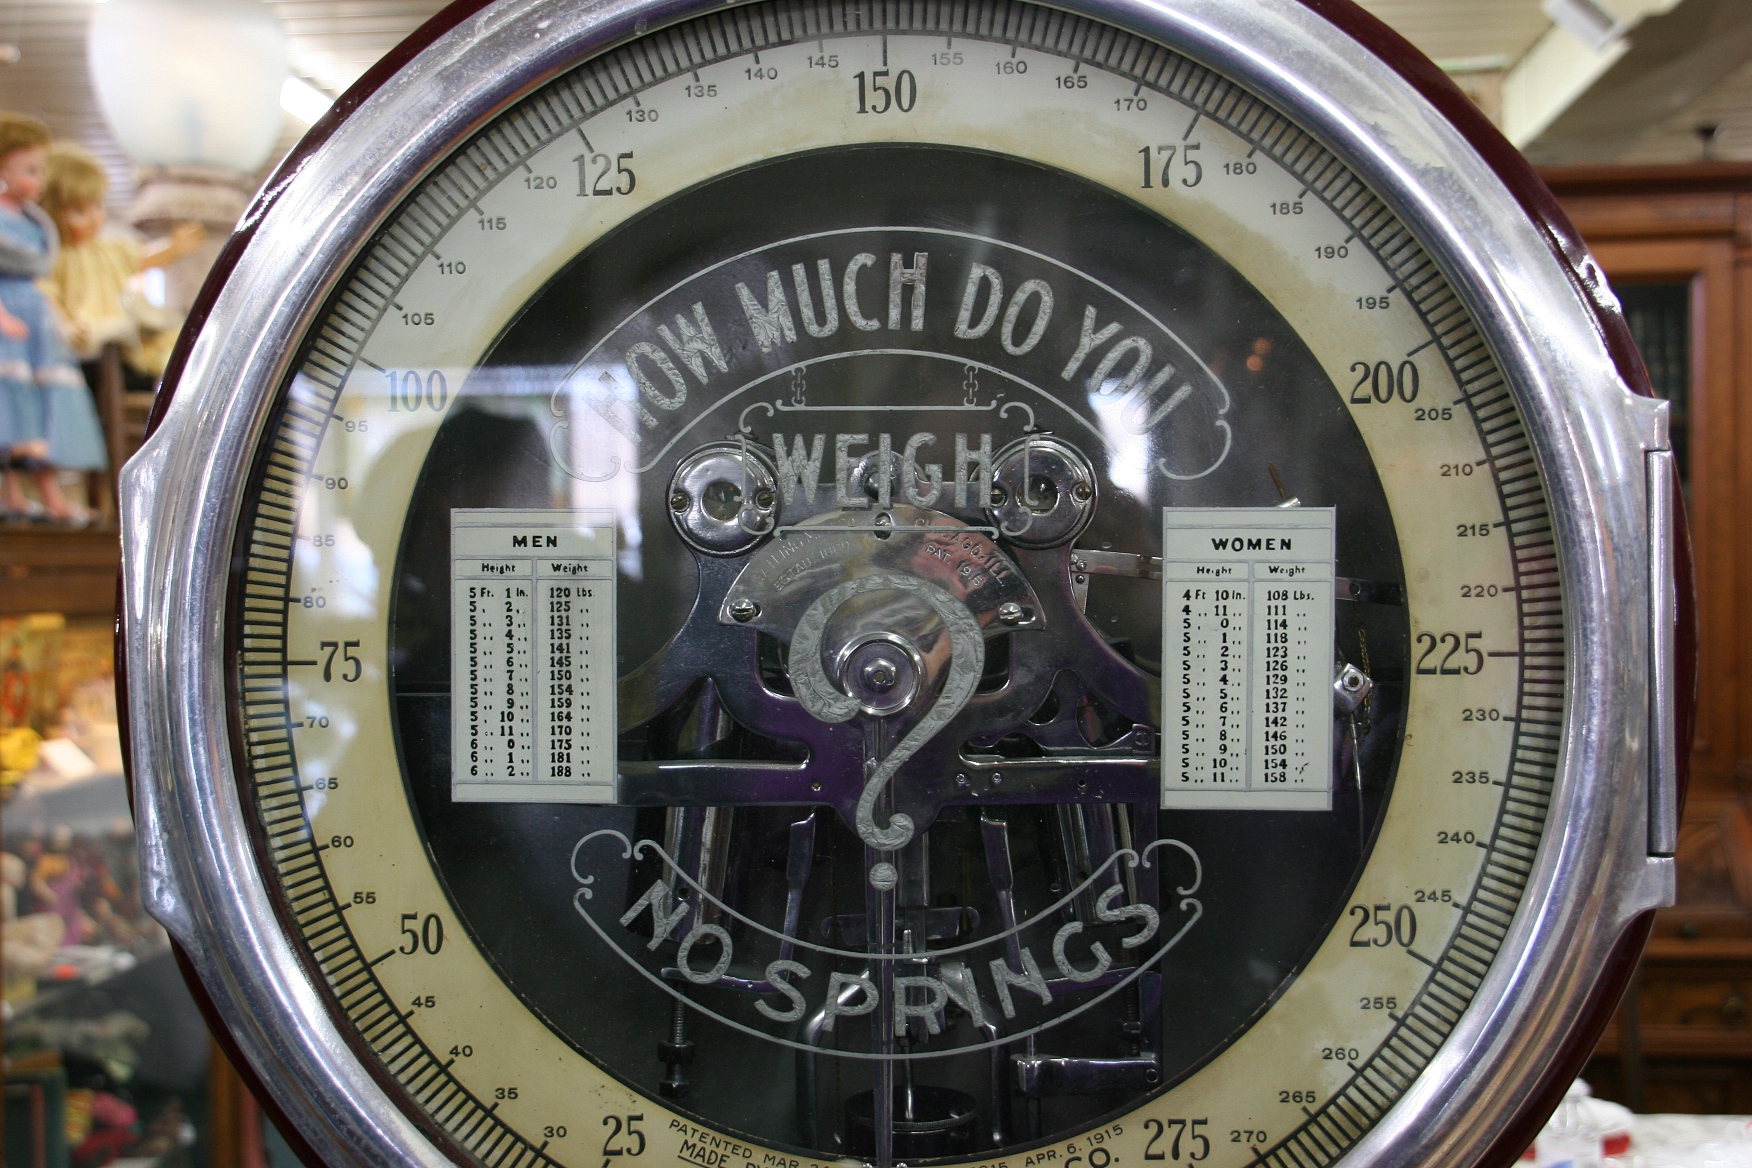 150
145 155
140 160
135 165
130 170
125 175
120 180
115 185
110 190
105 195
100 200
95 205
90 210
85 215
80 220
75 225
70 230
65 235
60 240
55 245
50 250
45 255
40 260
35 265
30 270
25 275
HOW MUCH DO YOU
WEIGH
?
ESTAB. 1880
PAT. 1915
MEN
Height Weight
5 Ft. 1 In. 120 Lbs.
5 .. 2 .. 125 ..
5 .. 3 .. 131 ..
5 .. 4 .. 135 ..
5 .. 5 .. 141 ..
5 .. 6 .. 145 ..
5 .. 7 .. 150 ..
5 .. 8 .. 154 ..
5 .. 9 .. 159 ..
5 .. 10 .. 164 ..
5 .. 11 .. 170 ..
6 .. 0 .. 175 ..
6 .. 1 .. 181 ..
6 .. 2 .. 188 ..
WOMEN
Height Weight
4 Ft 10 In. 108 Lbs.
4 .. 11 .. 111 ..
5 .. 0 .. 114 ..
5 .. 1 .. 118 ..
5 .. 2 .. 123 ..
5 .. 3 .. 126 ..
5 .. 4 .. 129 ..
5 .. 5 .. 132 ..
5 .. 6 .. 137 ..
5 .. 7 .. 142 ..
5 .. 8 .. 146 ..
5 .. 9 .. 150 ..
5 .. 10 .. 154 ..
5 .. 11 .. 158 ..
NO SPRINGS
PATENTED MAR. APR. 6, 1915
MADE CO.